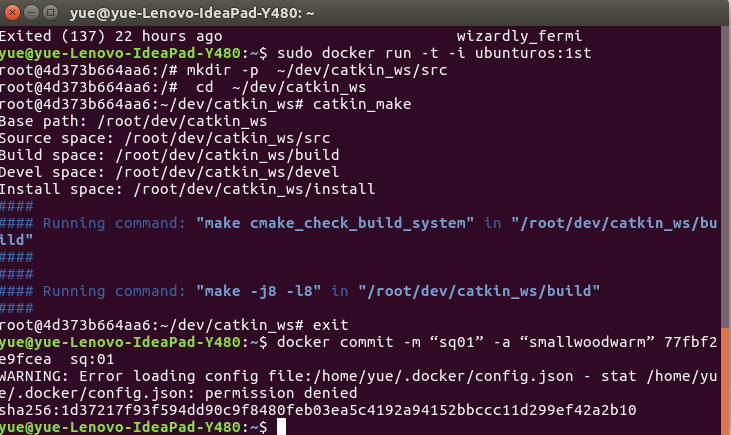 yue@yue-Lenovo-IdeaPad-Y480: ~
Exited (137) 22 hours ago wizardly_fermi
yue@yue-Lenovo-IdeaPad-Y480:~$ sudo docker run -t -i ubunturos:1st
root@4d373b664aa6:/# mkdir -p  ~/dev/catkin_ws/src
root@4d373b664aa6:/#  cd  ~/dev/catkin_ws
root@4d373b664aa6:~/dev/catkin_ws# catkin_make
Base path: /root/dev/catkin_ws
Source space: /root/dev/catkin_ws/src
Build space: /root/dev/catkin_ws/build
Devel space: /root/dev/catkin_ws/devel
Install space: /root/dev/catkin_ws/install
####
#### Running command: "make cmake_check_build_system" in "/root/dev/catkin_ws/bu
ild"
####
####
#### Running command: "make -j8 -l8" in "/root/dev/catkin_ws/build"
####
root@4d373b664aa6:~/dev/catkin_ws# exit
yue@yue-Lenovo-IdeaPad-Y480:~$ docker commit -m “sq01” -a “smallwoodwarm” 77fbf2
e9fcea  sq:01
WARNING: Error loading config file:/home/yue/.docker/config.json - stat /home/yu
e/.docker/config.json: permission denied
sha256:1d37217f93f594dd90c9f8480feb03ea5c4192a94152bbccc11d299ef42a2b10
yue@yue-Lenovo-IdeaPad-Y480:~$